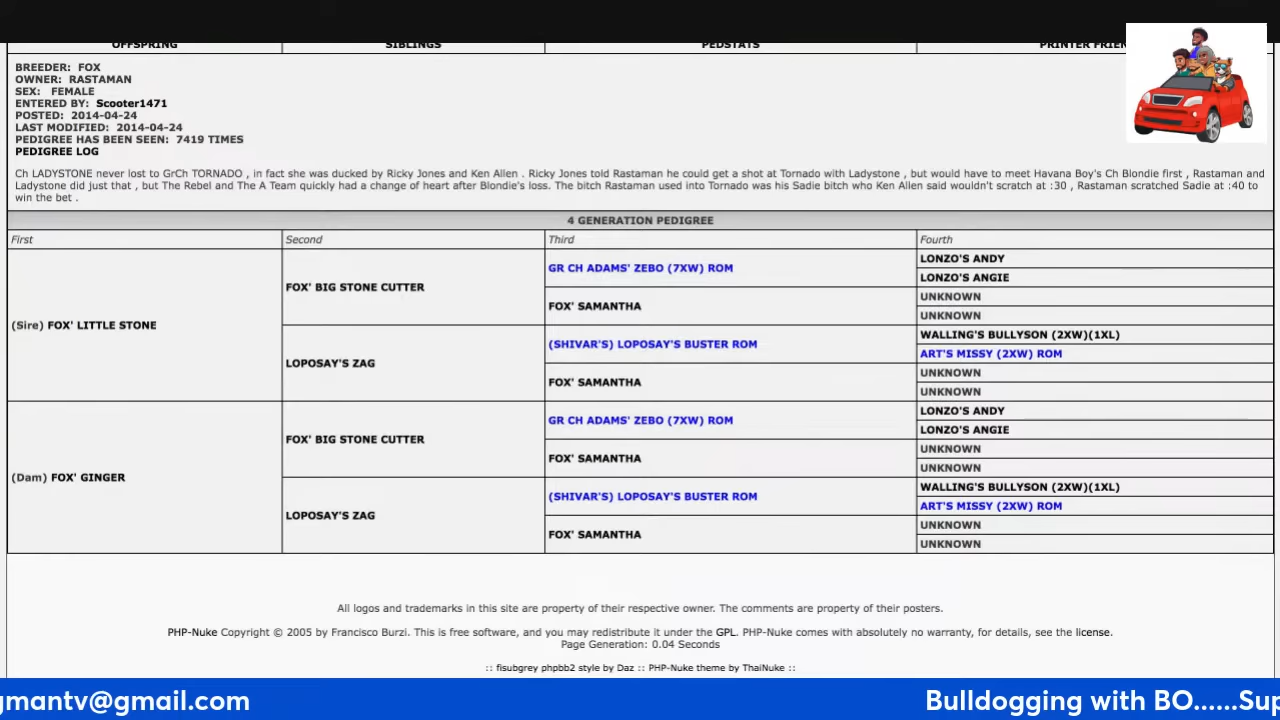 OFFSPRING SIBLINGS PEDSTATS PRINTER FRIEN
BREEDER: FOX
OWNER: RASTAMAN
SEX: FEMALE
ENTERED BY: Scooter1471
POSTED: 2014-04-24
LAST MODIFIED: 2014-04-24
PEDIGREE HAS BEEN SEEN: 7419 TIMES
PEDIGREE LOG
Ch LADYSTONE never lost to GrCh TORNADO , in fact she was ducked by Ricky Jones and Ken Allen . Ricky Jones told Rastaman he could get a shot at Tornado with Ladystone , but would have to meet Havana Boy's Ch Blondie first , Rastaman and
Ladystone did just that , but The Rebel and The A Team quickly had a change of heart after Blondie's loss. The bitch Rastaman used into Tornado was his Sadie bitch who Ken Allen said wouldn't scratch at :30 , Rastaman scratched Sadie at :40 to
win the bet .
4 GENERATION PEDIGREE
First Second Third Fourth
(Sire) FOX' LITTLE STONE
FOX' BIG STONE CUTTER
GR CH ADAMS' ZEBO (7XW) ROM
LONZO'S ANDY
LONZO'S ANGIE
FOX' SAMANTHA
UNKNOWN
UNKNOWN
LOPOSAY'S ZAG
(SHIVAR'S) LOPOSAY'S BUSTER ROM
WALLING'S BULLYSON (2XW)(1XL)
ART'S MISSY (2XW) ROM
FOX' SAMANTHA
UNKNOWN
UNKNOWN
(Dam) FOX' GINGER
FOX' BIG STONE CUTTER
GR CH ADAMS' ZEBO (7XW) ROM
LONZO'S ANDY
LONZO'S ANGIE
FOX' SAMANTHA
UNKNOWN
UNKNOWN
LOPOSAY'S ZAG
(SHIVAR'S) LOPOSAY'S BUSTER ROM
WALLING'S BULLYSON (2XW)(1XL)
ART'S MISSY (2XW) ROM
FOX' SAMANTHA
UNKNOWN
UNKNOWN
All logos and trademarks in this site are property of their respective owner. The comments are property of their posters.
PHP-Nuke Copyright © 2005 by Francisco Burzi. This is free software, and you may redistribute it under the GPL. PHP-Nuke comes with absolutely no warranty, for details, see the license.
Page Generation: 0.04 Seconds
:: fisubgrey phpbb2 style by Daz :: PHP-Nuke theme by ThaiNuke ::
gmantv@gmail.com Bulldogging with BO......Sup